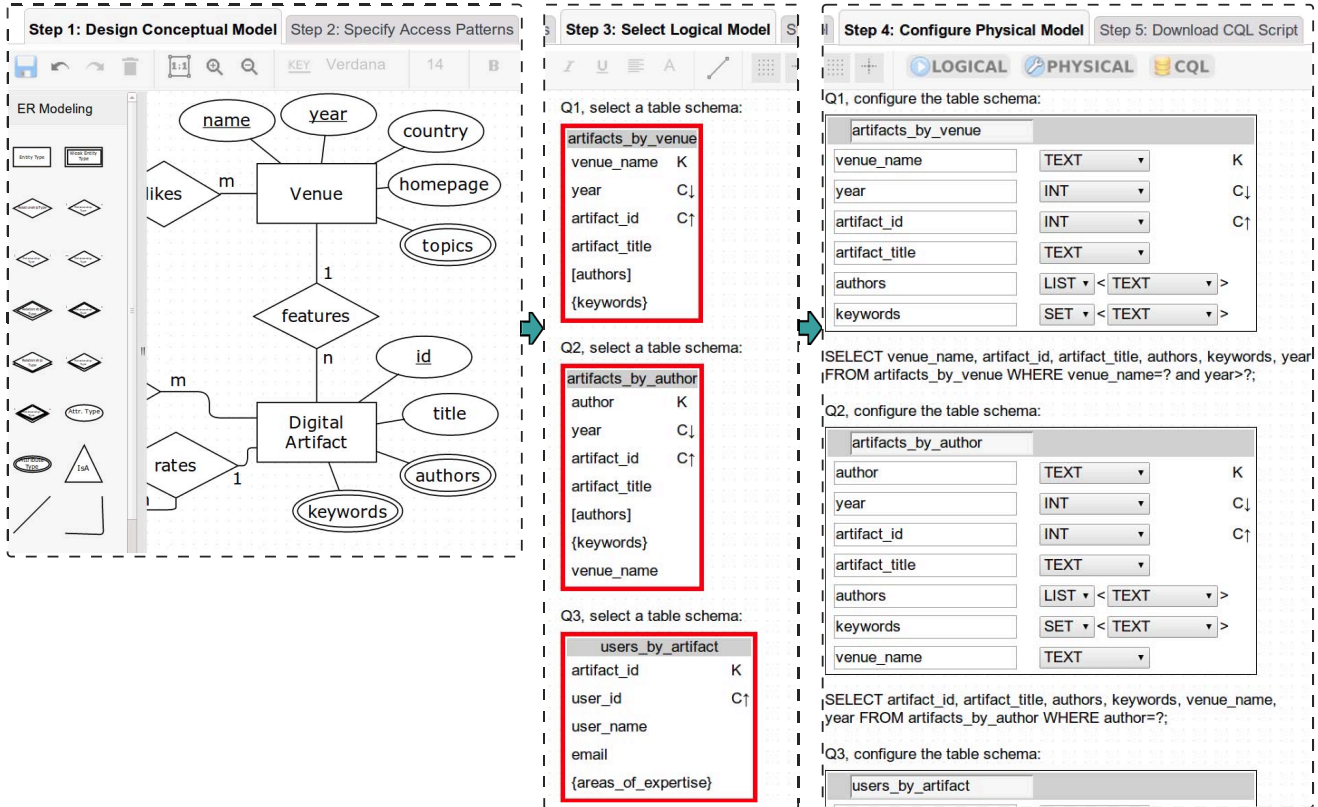 Step 1: Design Conceptual Model
Step 2: Specify Access Patterns
1:1
KEY Verdana 14 B
ER Modeling
Entity Type
Weak Entity Type
Attr. Type
IsA
name
year
country
homepage
topics
likes
m
Venue
1
features
n
id
title
authors
keywords
Digital
Artifact
m
rates
1
Step 3: Select Logical Model
I U A
Q1, select a table schema:
artifacts_by_venue
venue_name K
year C↓
artifact_id C↑
artifact_title
[authors]
{keywords}
Q2, select a table schema:
artifacts_by_author
author K
year C↓
artifact_id C↑
artifact_title
[authors]
{keywords}
venue_name
Q3, select a table schema:
users_by_artifact
artifact_id K
user_id C↑
user_name
email
{areas_of_expertise}
Step 4: Configure Physical Model
Step 5: Download CQL Script
LOGICAL PHYSICAL CQL
Q1, configure the table schema:
artifacts_by_venue
venue_name TEXT K
year INT C↓
artifact_id INT C↑
artifact_title TEXT
authors LIST < TEXT >
keywords SET < TEXT >
SELECT venue_name, artifact_id, artifact_title, authors, keywords, year
FROM artifacts_by_venue WHERE venue_name=? and year>?;
Q2, configure the table schema:
artifacts_by_author
author TEXT K
year INT C↓
artifact_id INT C↑
artifact_title TEXT
authors LIST < TEXT >
keywords SET < TEXT >
venue_name TEXT
SELECT artifact_id, artifact_title, authors, keywords, venue_name,
year FROM artifacts_by_author WHERE author=?;
Q3, configure the table schema:
users_by_artifact